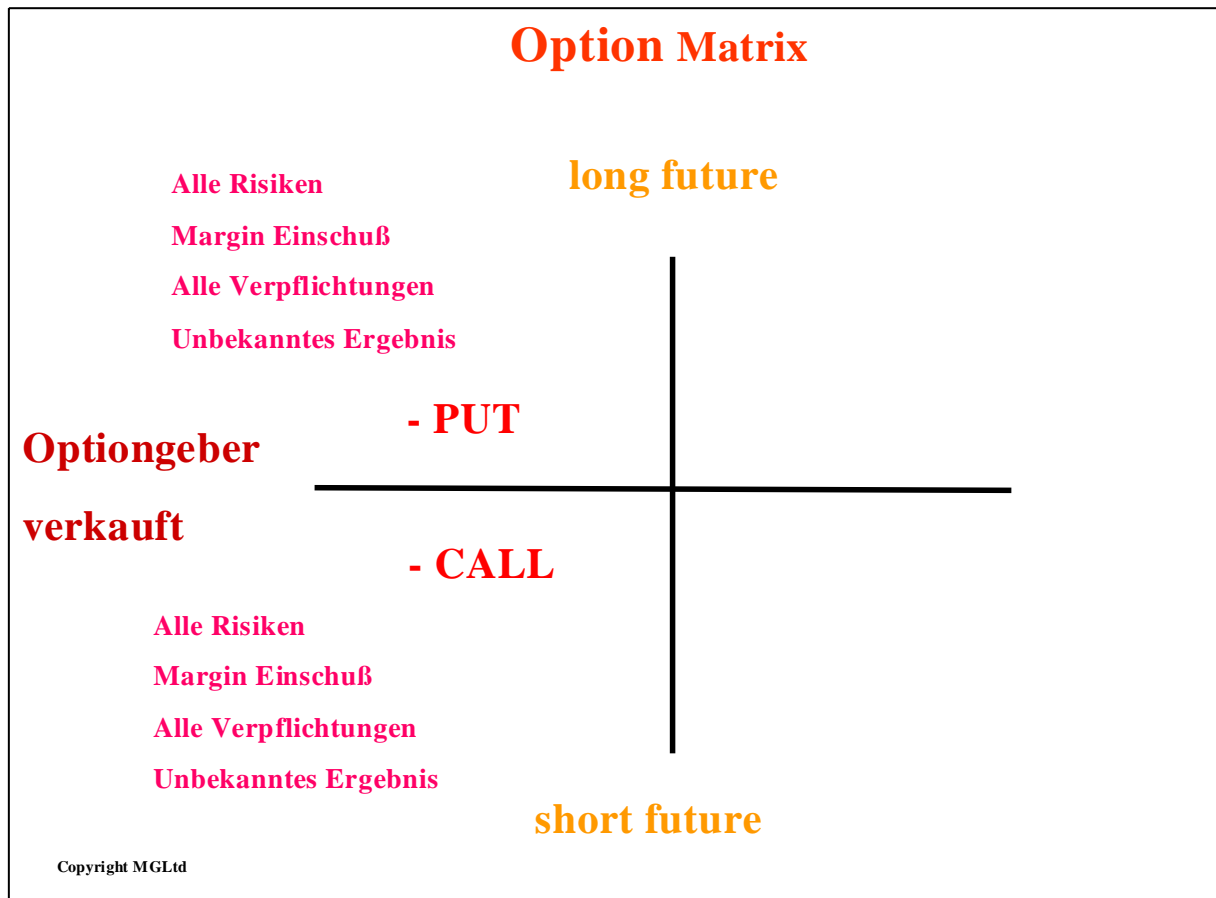 Option Matrix
long future
Alle Risiken
Margin Einschuß
Alle Verpflichtungen
Unbekanntes Ergebnis
- PUT
Optiongeber
verkauft
- CALL
Alle Risiken
Margin Einschuß
Alle Verpflichtungen
Unbekanntes Ergebnis
short future
Copyright MGLtd